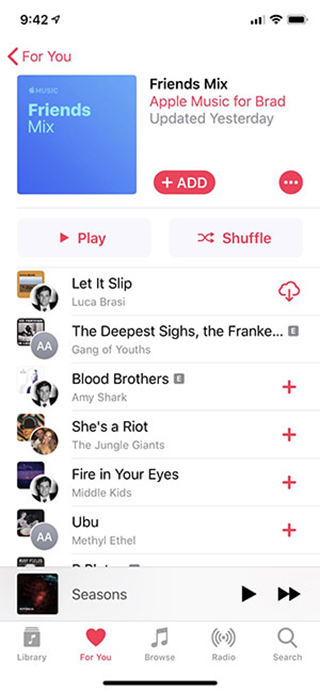 9:42
For You
MUSIC
Friends
Mix
Friends Mix
Apple Music for Brad
Updated Yesterday
+ ADD
Play
Shuffle
Let It Slip
Luca Brasi
The Deepest Sighs, the Franke... E
AA
Gang of Youths
Blood Brothers E
Amy Shark
She's a Riot
The Jungle Giants
Fire in Your Eyes
Middle Kids
Ubu
AA
Methyl Ethel
Seasons
Library
For You
Browse
Radio
Search